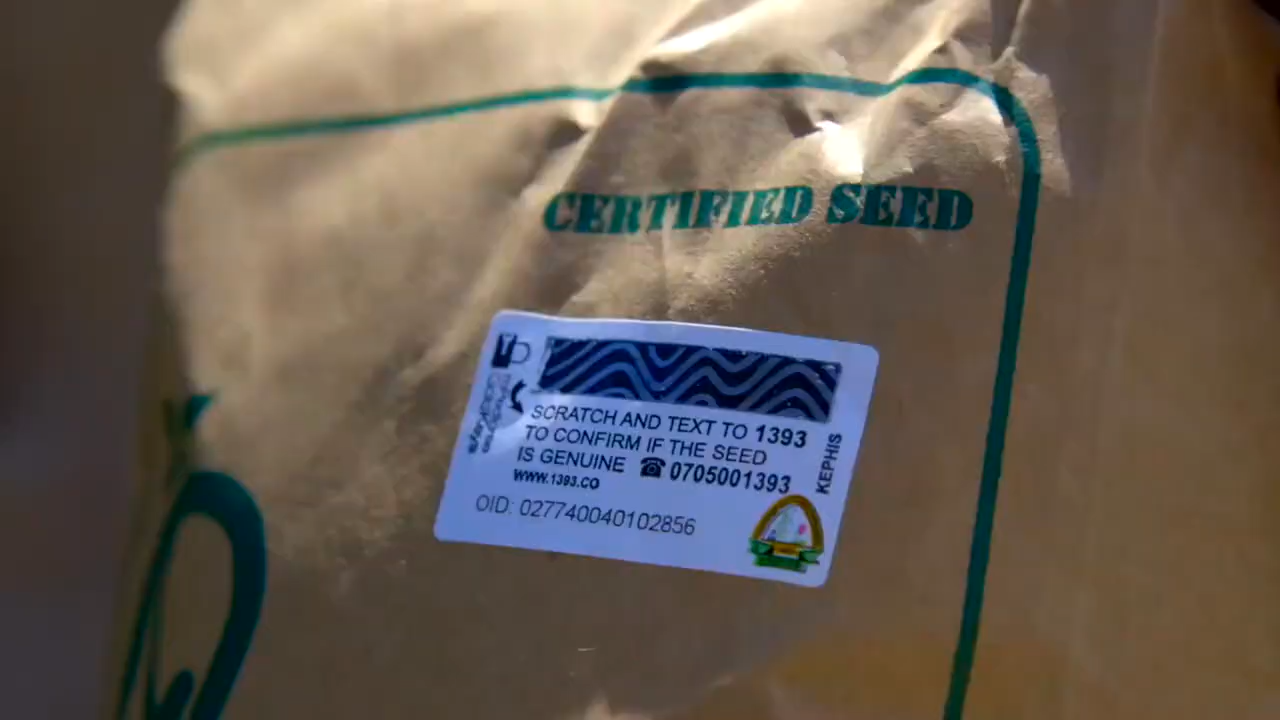 CERTIFIED SEED
SCRATCH AND TEXT TO 1393
TO CONFIRM IF THE SEED
IS GENUINE ☎ 0705001393
WWW.1393.CO
OID: 027740040102856
KEPHIS